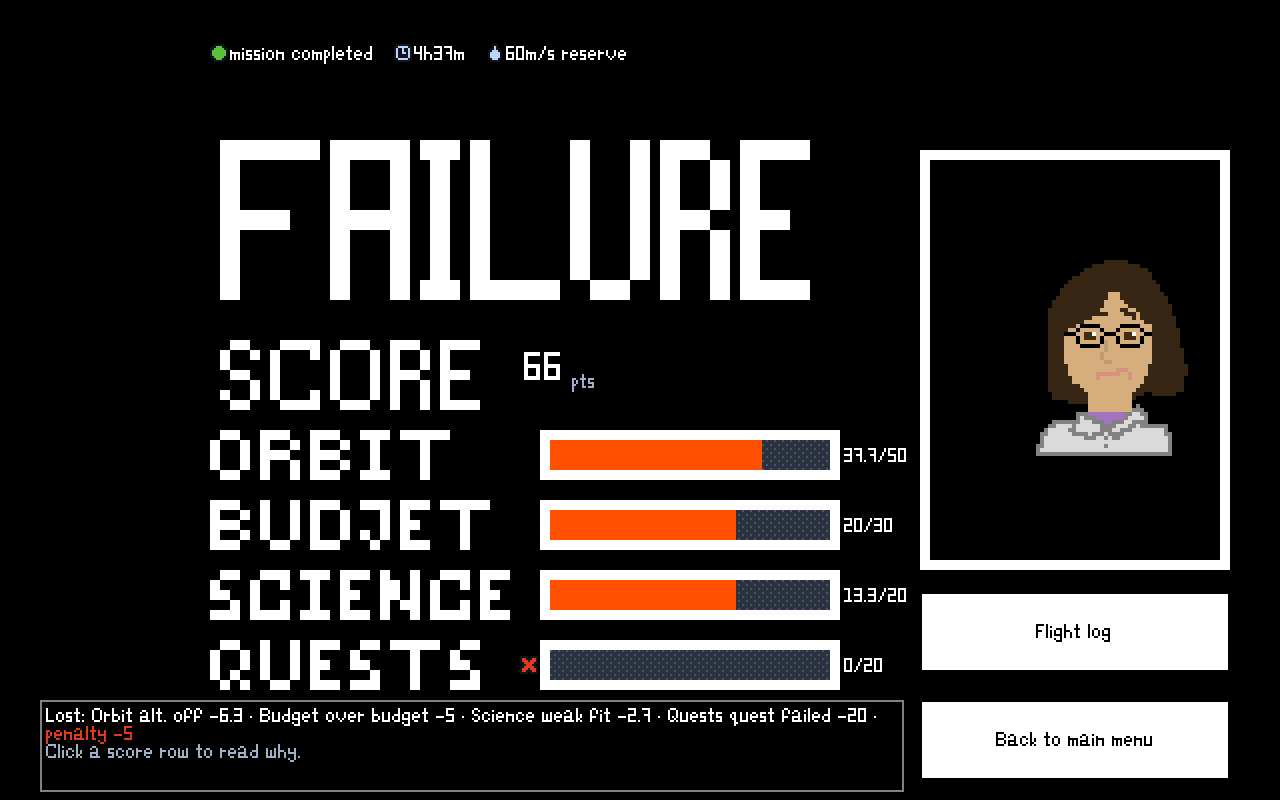 mission completed 4h37m 60m/s reserve
FAILURE
SCORE 66 pts
ORBIT 37.7/50
BUDJET 20/30
SCIENCE 13.3/20
QUESTS 0/20
Lost: Orbit alt. off -6.3 · Budget over budget -5 · Science weak fit -2.7 · Quests quest failed -20 ·
penalty -5
Click a score row to read why.
Flight log
Back to main menu